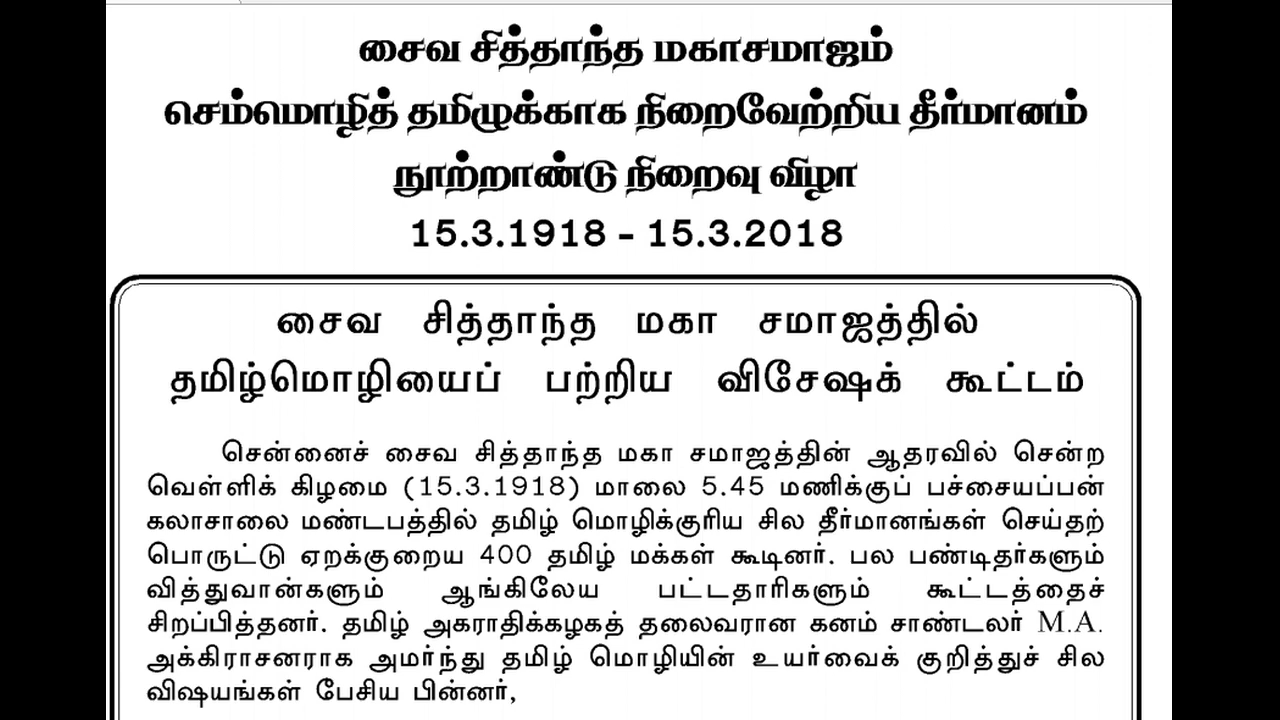 சைவ சித்தாந்த மகாசமாஜம்
செம்மொழித் தமிழுக்காக நிறைவேற்றிய தீர்மானம்
நூற்றாண்டு நிறைவு விழா
15.3.1918 - 15.3.2018
சைவ சித்தாந்த மகா சமாஜத்தில்
தமிழ்மொழியைப் பற்றிய விசேஷக் கூட்டம்
சென்னைச் சைவ சித்தாந்த மகா சமாஜத்தின் ஆதரவில் சென்ற
வெள்ளிக் கிழமை (15.3.1918) மாலை 5.45 மணிக்குப் பச்சையப்பன்
கலாசாலை மண்டபத்தில் தமிழ் மொழிக்குரிய சில தீர்மானங்கள் செய்தற்
பொருட்டு ஏறக்குறைய 400 தமிழ் மக்கள் கூடினர். பல பண்டிதர்களும்
வித்துவான்களும் ஆங்கிலேய பட்டதாரிகளும் கூட்டத்தைச்
சிறப்பித்தனர். தமிழ் அகராதிக்கழகத் தலைவரான கனம் சாண்டலர் M.A.
அக்கிராசனராக அமர்ந்து தமிழ் மொழியின் உயர்வைக் குறித்துச் சில
விஷயங்கள் பேசிய பின்னர்,